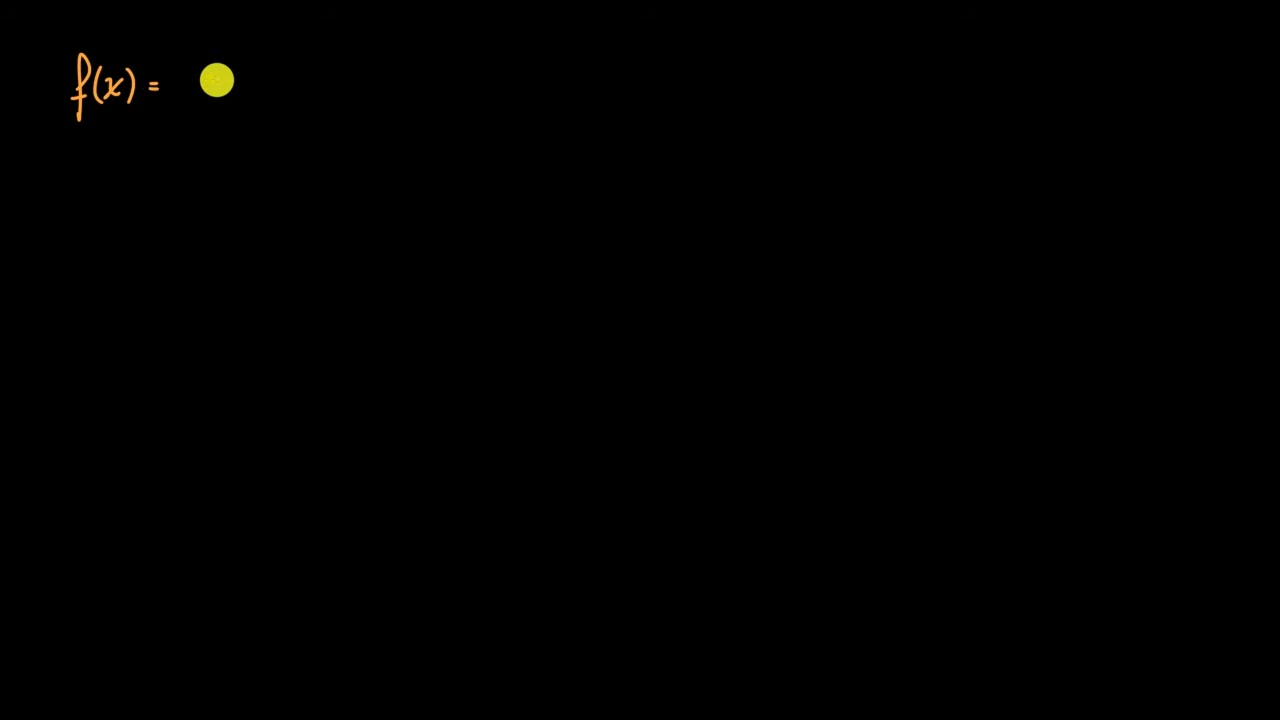 f(x) =